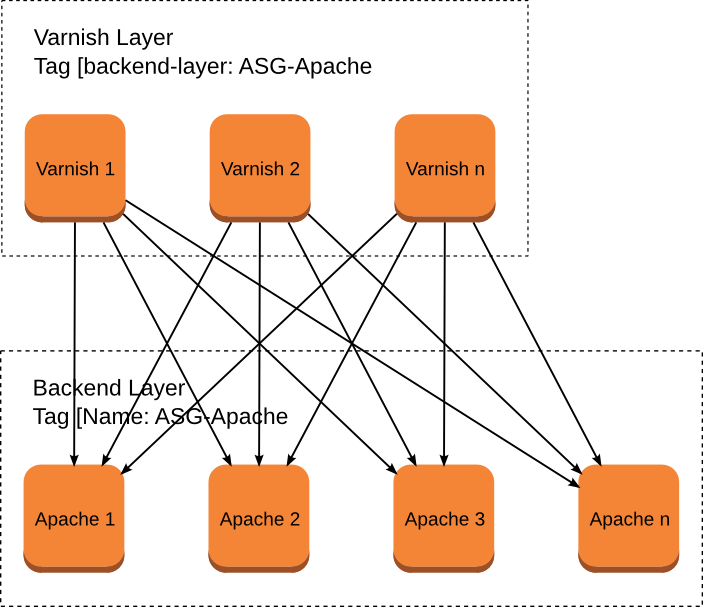 Varnish Layer
Tag [backend-layer: ASG-Apache
Varnish 1
Varnish 2
Varnish n
Backend Layer
Tag [Name: ASG-Apache
Apache 1
Apache 2
Apache 3
Apache n